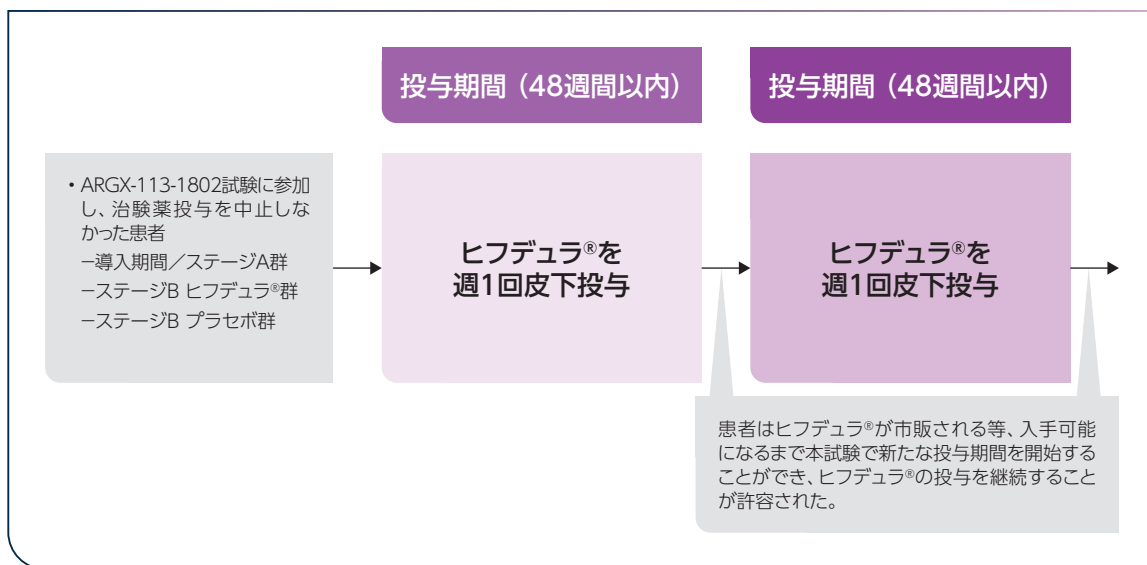 投与期間（48週間以内）
投与期間（48週間以内）
・ARGX-113-1802試験に参加
し、治験薬投与を中止しな
かった患者
−導入期間／ステージA群
−ステージB ヒフデュラ®群
−ステージB プラセボ群
ヒフデュラ®を
週1回皮下投与
ヒフデュラ®を
週1回皮下投与
患者はヒフデュラ®が市販される等、入手可能
になるまで本試験で新たな投与期間を開始する
ことができ、ヒフデュラ®の投与を継続すること
が許容された。